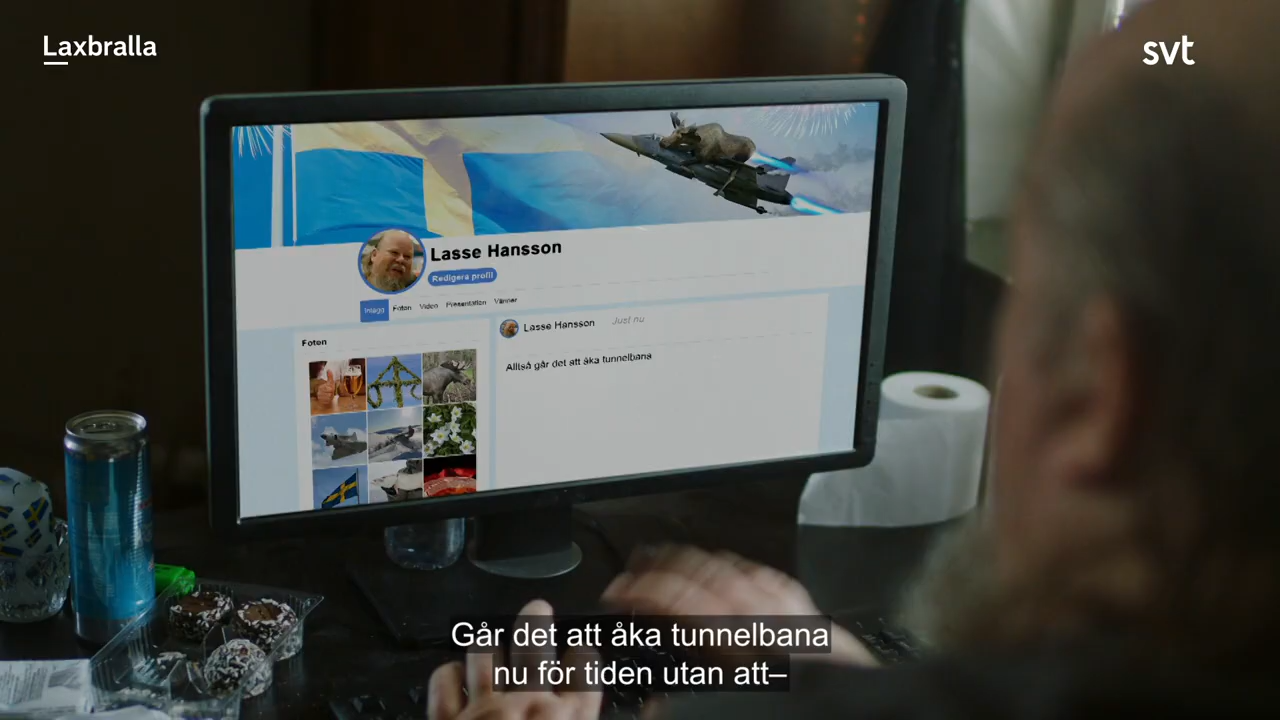 Laxbralla
svt
Lasse Hansson
Redigera profil
Inlägg Foton Video Presentation Vänner
Foton
Lasse Hansson Just nu
Alltså går det att åka tunnelbana
Går det att åka tunnelbana
nu för tiden utan att–